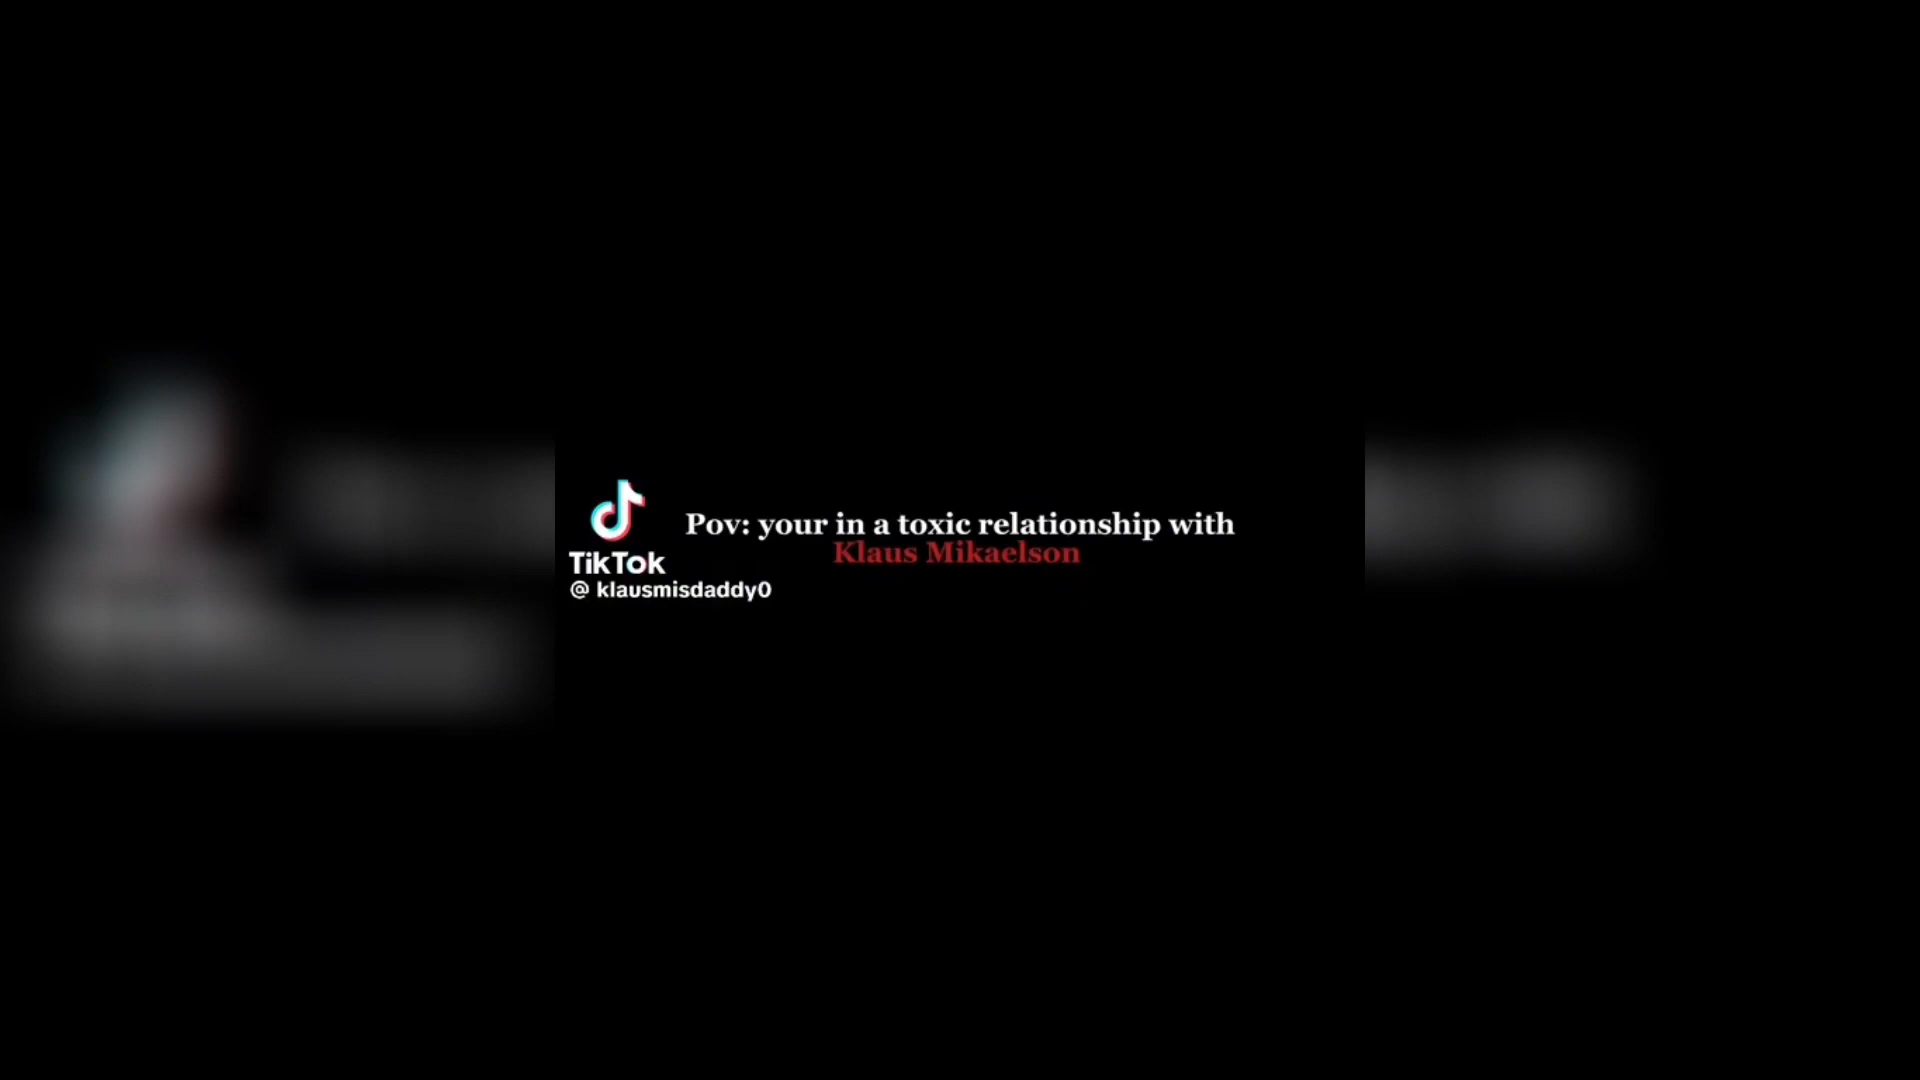 Pov: your in a toxic relationship with
Klaus Mikaelson
TikTok
@ klausmisdaddy0